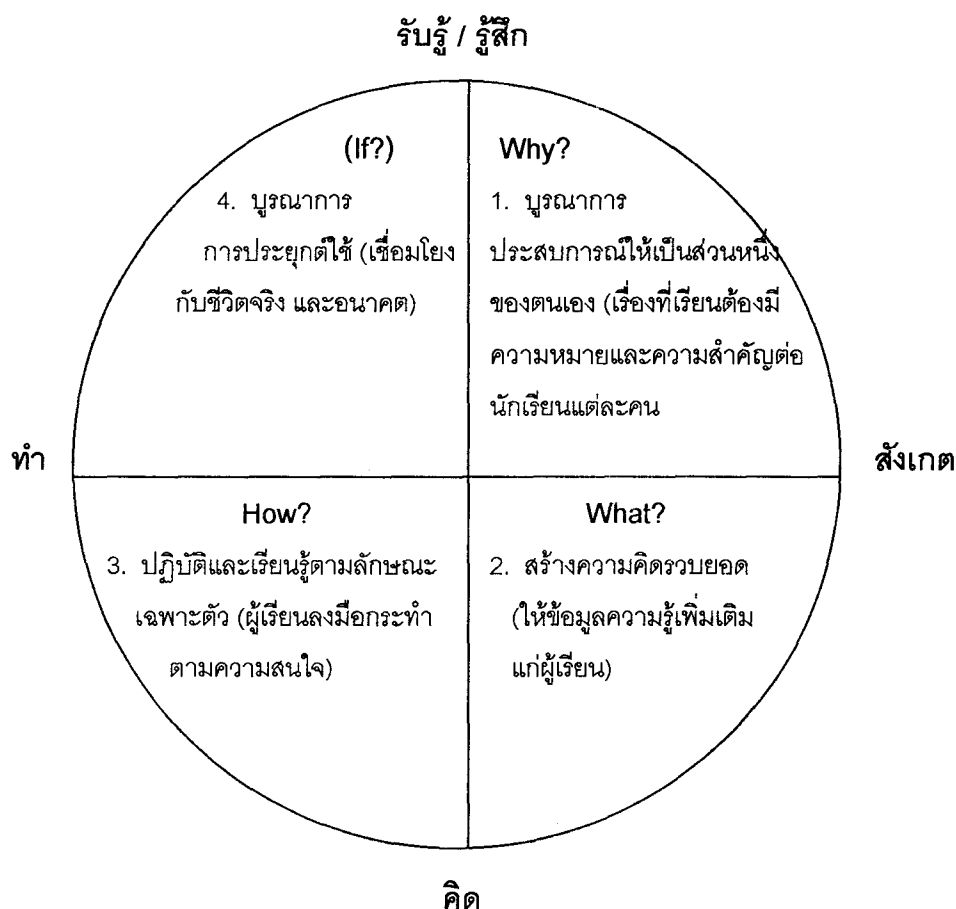 รับรู้ / รู้สึก
(If?)
4. บูรณาการ
การประยุกต์ใช้ (เชื่อมโยง
กับชีวิตจริง และอนาคต)
Why?
1. บูรณาการ
ประสบการณ์ให้เป็นส่วนหนึ่ง
ของตนเอง (เรื่องที่เรียนต้องมี
ความหมายและความสำคัญต่อ
นักเรียนแต่ละคน
ทำ
สังเกต
How?
3. ปฏิบัติและเรียนรู้ตามลักษณะ
เฉพาะตัว (ผู้เรียนลงมือกระทำ
ตามความสนใจ)
What?
2. สร้างความคิดรวบยอด
(ให้ข้อมูลความรู้เพิ่มเติม
แก่ผู้เรียน)
คิด